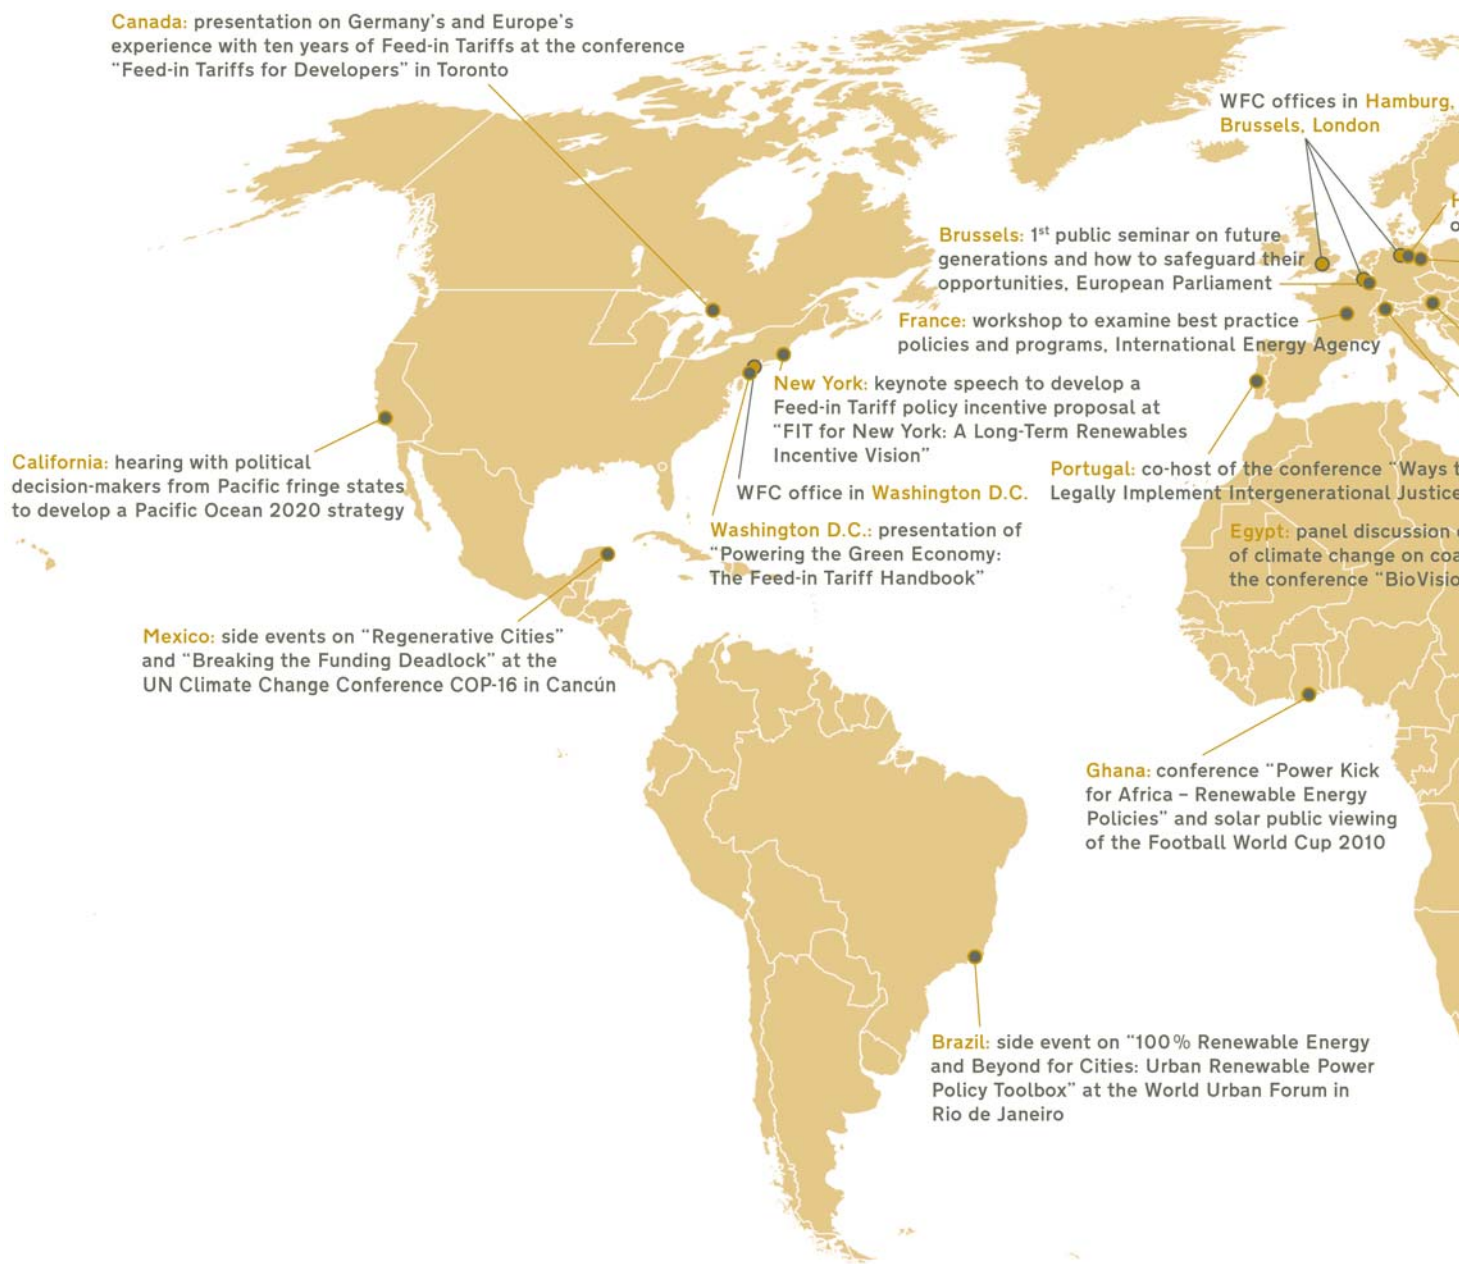 Canada: presentation on Germany’s and Europe’s
experience with ten years of Feed-in Tariffs at the conference
“Feed-in Tariffs for Developers” in Toronto
WFC offices in Hamburg,
Brussels, London
Brussels: 1st public seminar on future
generations and how to safeguard their
opportunities, European Parliament
France: workshop to examine best practice
policies and programs, International Energy Agency
New York: keynote speech to develop a
Feed-in Tariff policy incentive proposal at
“FIT for New York: A Long-Term Renewables
Incentive Vision”
California: hearing with political
decision-makers from Pacific fringe states
to develop a Pacific Ocean 2020 strategy
Portugal: co-host of the conference “Ways
Legally Implement Intergenerational Justice
WFC office in Washington D.C.
Washington D.C.: presentation of
“Powering the Green Economy:
The Feed-in Tariff Handbook”
Egypt: panel discussion
of climate change on
the conference “BioVisio
Mexico: side events on “Regenerative Cities”
and “Breaking the Funding Deadlock” at the
UN Climate Change Conference COP-16 in Cancún
Ghana: conference “Power Kick
for Africa – Renewable Energy
Policies” and solar public viewing
of the Football World Cup 2010
Brazil: side event on “100% Renewable Energy
and Beyond for Cities: Urban Renewable Power
Policy Toolbox” at the World Urban Forum in
Rio de Janeiro